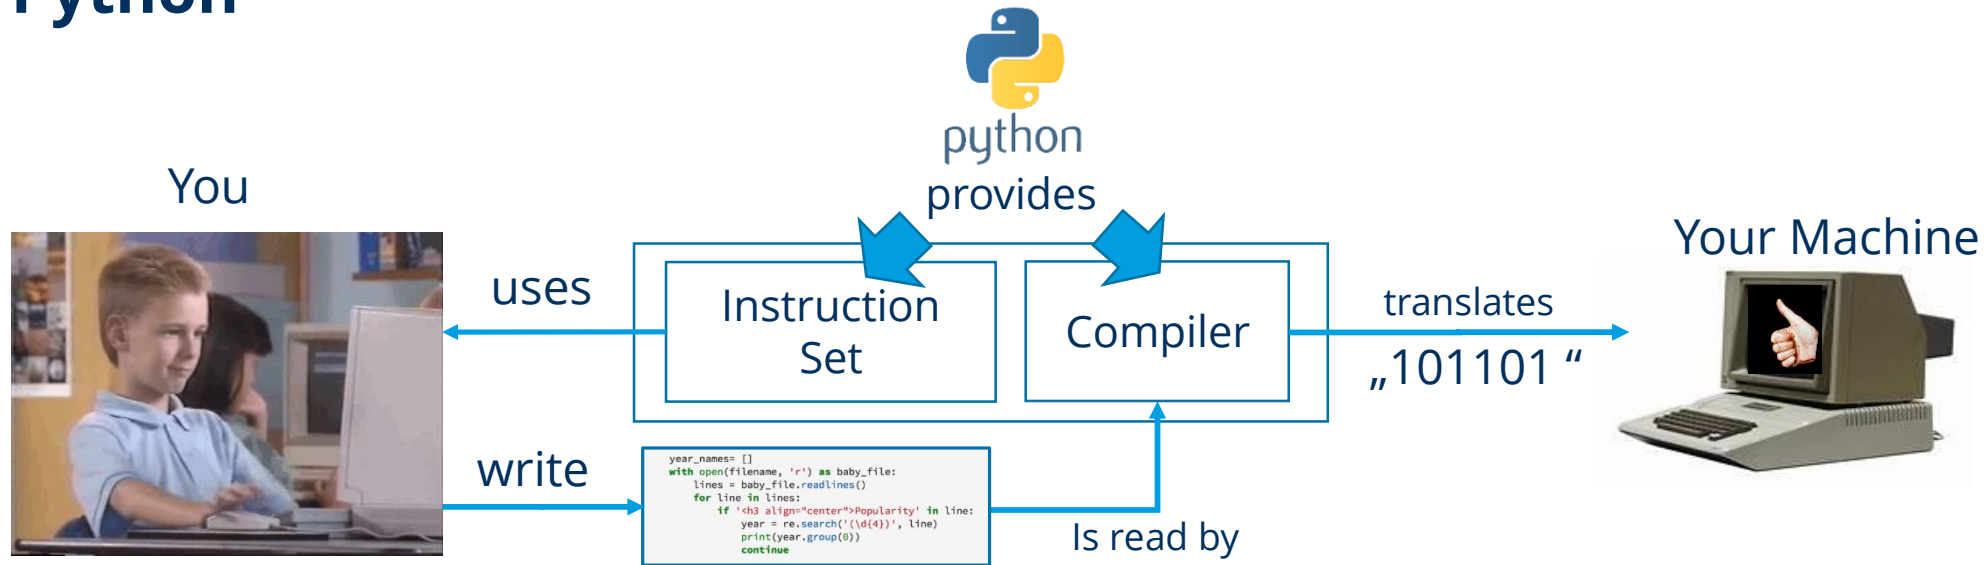 Python
python
provides
You
Your Machine
uses
Instruction
Set
Compiler
translates
„101101 “
write
year_names= []
with open(filename, 'r') as baby_file:
    lines = baby_file.readlines()
    for line in lines:
        if '<h3 align="center">Popularity' in line:
            year = re.search('(\d{4})', line)
            print(year.group(0))
            continue
Is read by